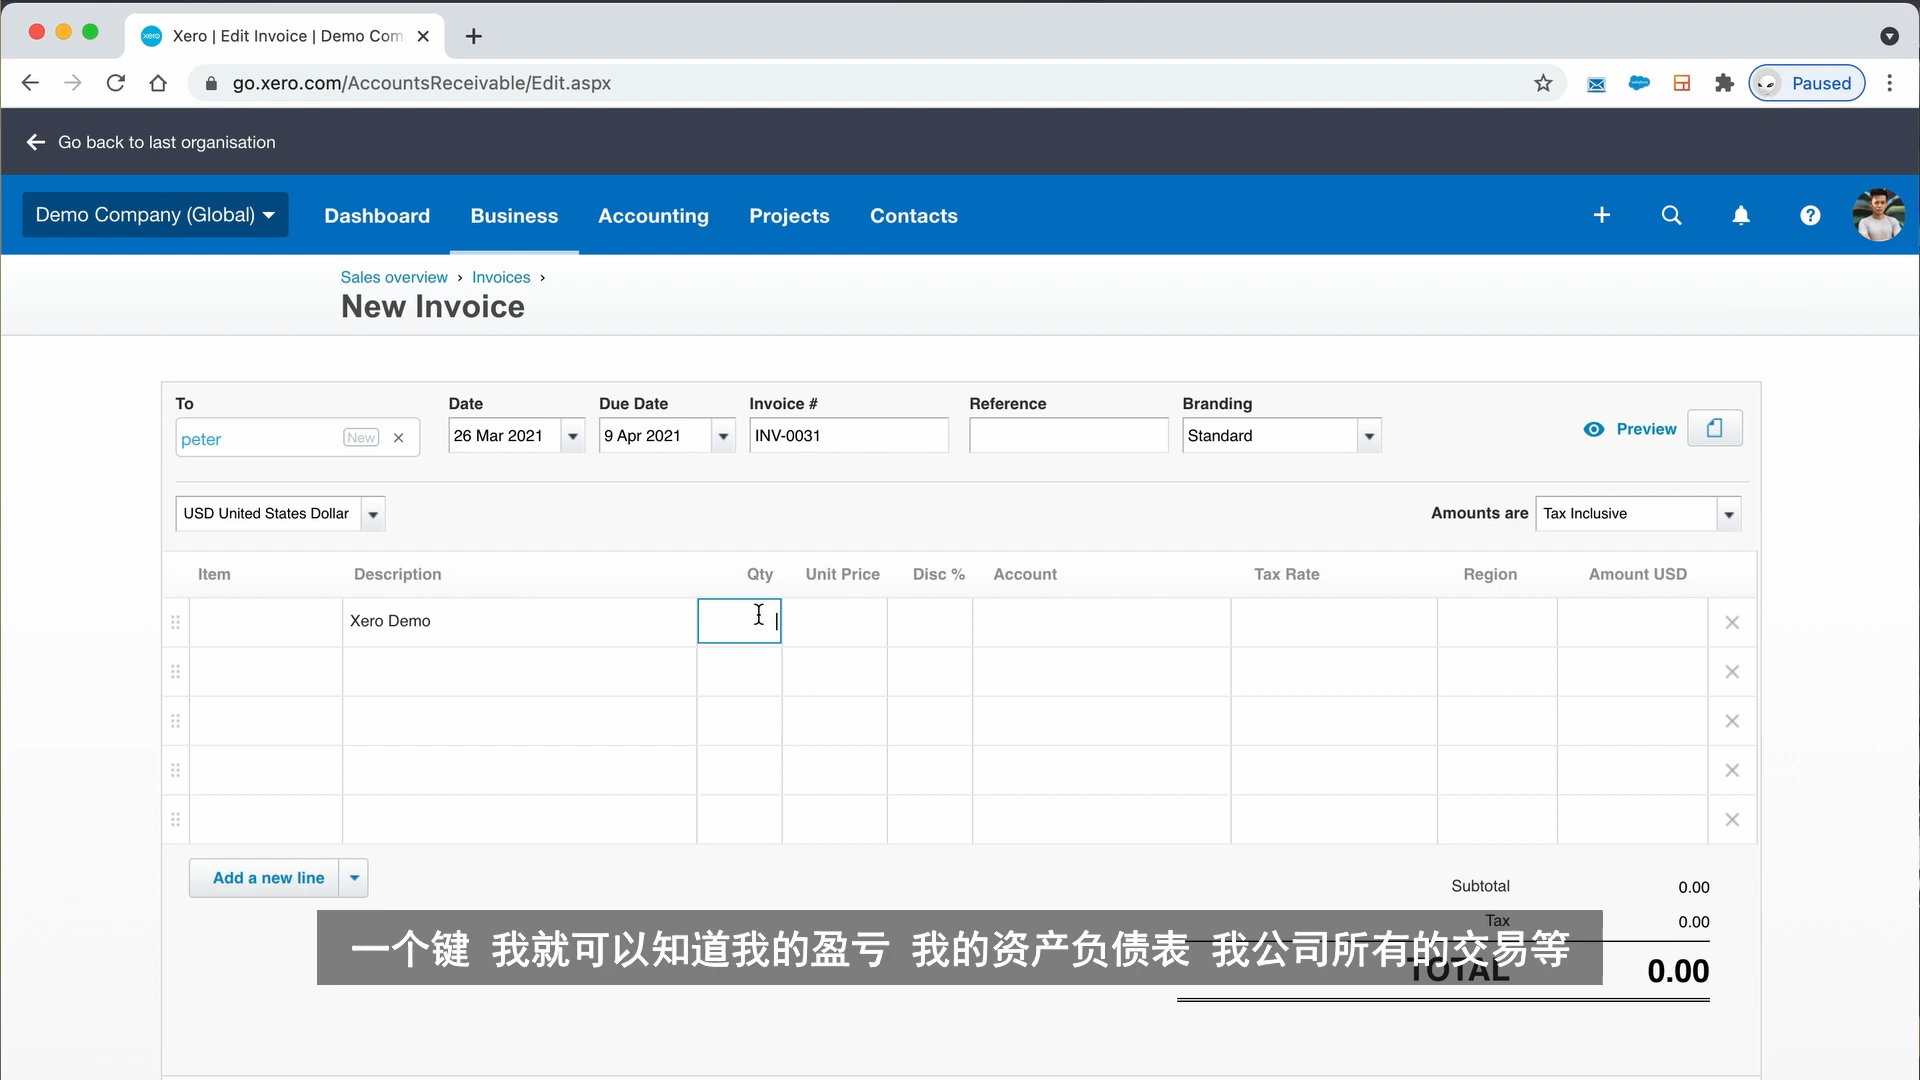 Xero | Edit Invoice | Demo Com
go.xero.com/AccountsReceivable/Edit.aspx
Paused
Go back to last organisation
Demo Company (Global)
Dashboard
Business
Accounting
Projects
Contacts
Sales overview › Invoices ›
New Invoice
To
Date
Due Date
Invoice #
Reference
Branding
peter
New
26 Mar 2021
9 Apr 2021
INV-0031
Standard
Preview
USD United States Dollar
Amounts are
Tax Inclusive
Item
Description
Qty
Unit Price
Disc %
Account
Tax Rate
Region
Amount USD
Xero Demo
Add a new line
Subtotal
0.00
Tax
0.00
一个键 我就可以知道我的盈亏 我的资产负债表 我公司所有的交易等
TOTAL
0.00